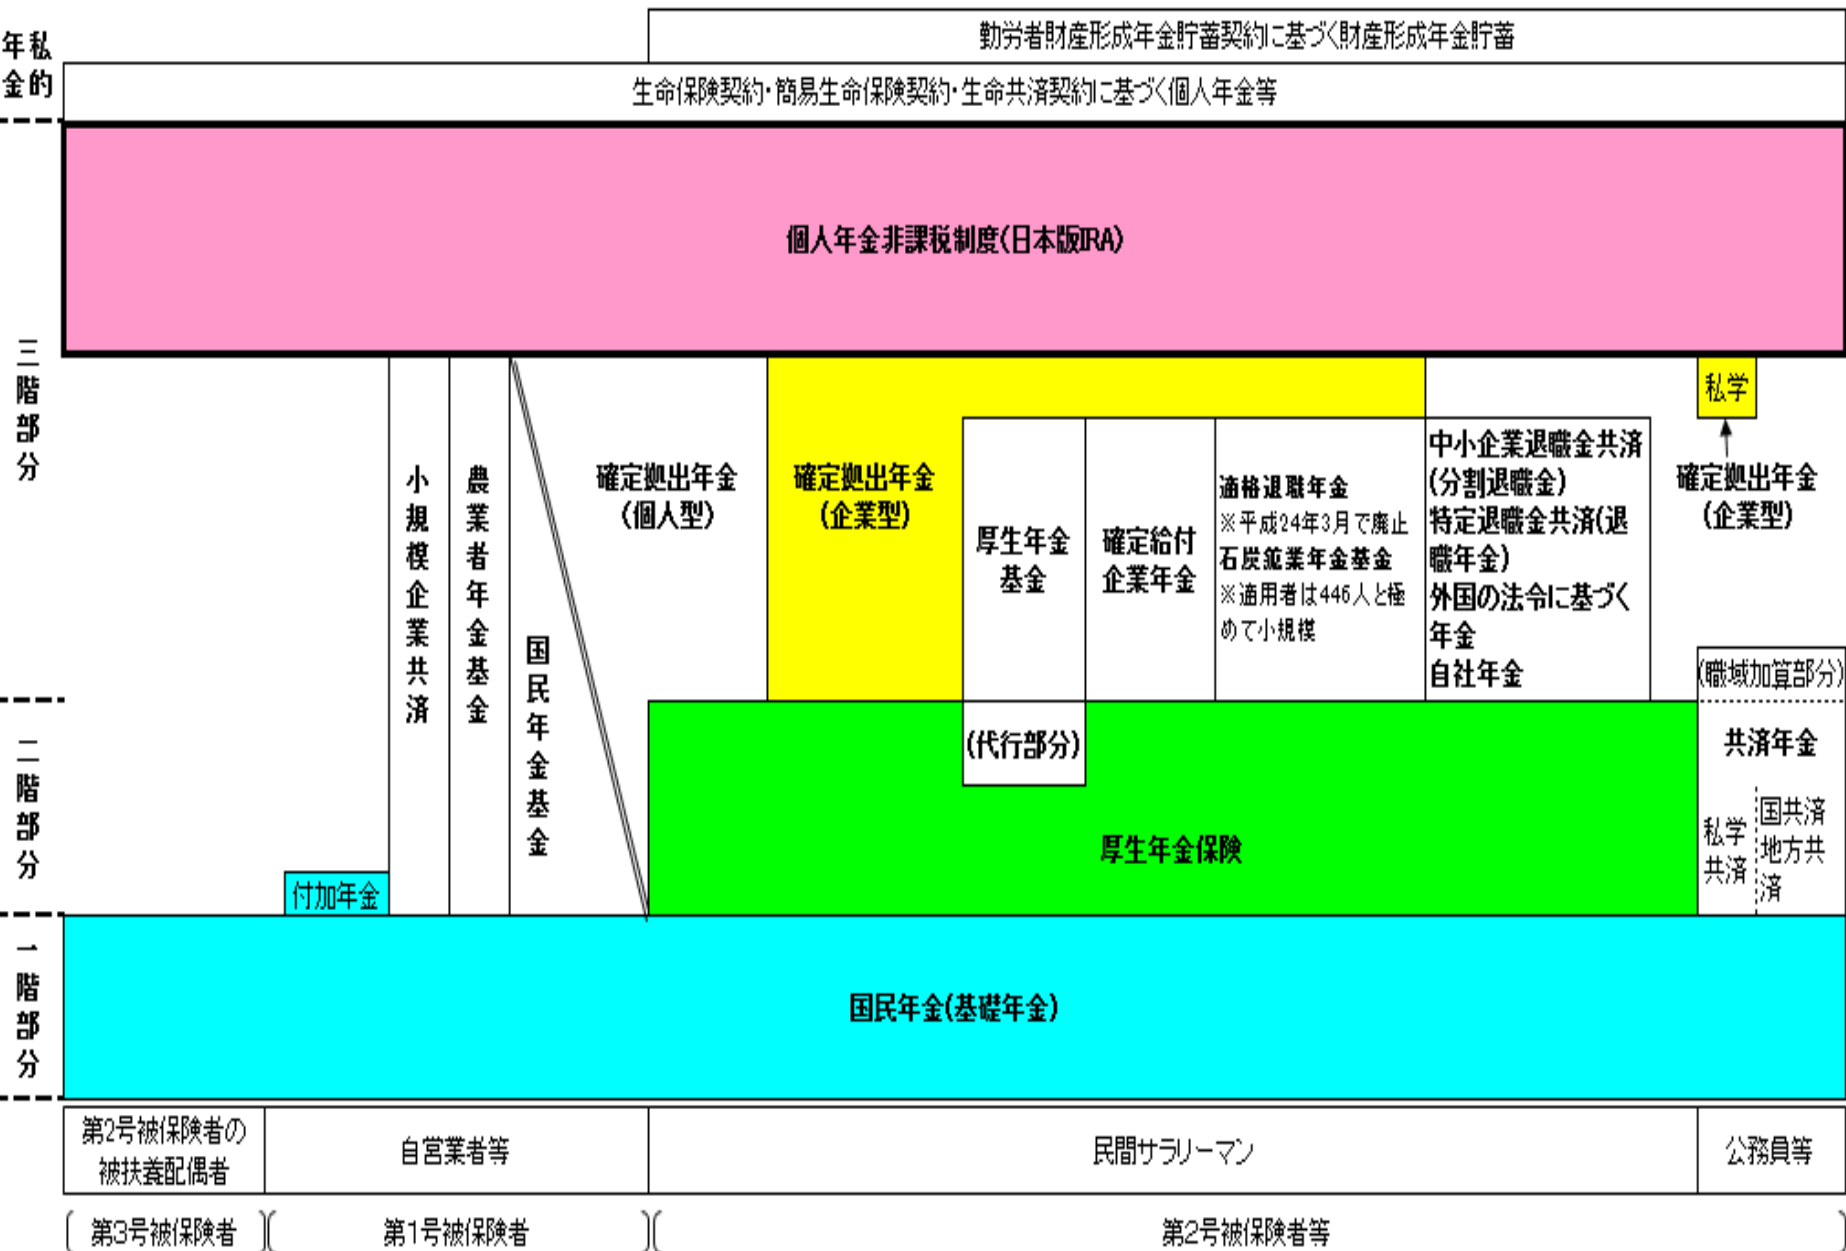 勤労者財産形成年金貯蓄契約に基づく財産形成年金貯蓄
私的年金
生命保険契約・簡易生命保険契約・生命共済契約に基づく個人年金等
個人年金非課税制度(日本版IRA)
三階部分
小規模企業共済
農業者年金基金
国民年金基金
確定拠出年金
(個人型)
確定拠出年金
(企業型)
厚生年金
基金
確定給付
企業年金
適格退職年金
※平成24年3月で廃止
石炭鉱業年金基金
※適用者は446人と極
めて小規模
中小企業退職金共済
(分割退職金)
特定退職金共済(退
職年金)
外国の法令に基づく
年金
自社年金
私学
確定拠出年金
(企業型)
(職域加算部分)
二階部分
付加年金
(代行部分)
厚生年金保険
共済年金
私学
共済
国共済
地方共
済
一階部分
国民年金(基礎年金)
第2号被保険者の
被扶養配偶者
自営業者等
民間サラリーマン
公務員等
第3号被保険者
第1号被保険者
第2号被保険者等